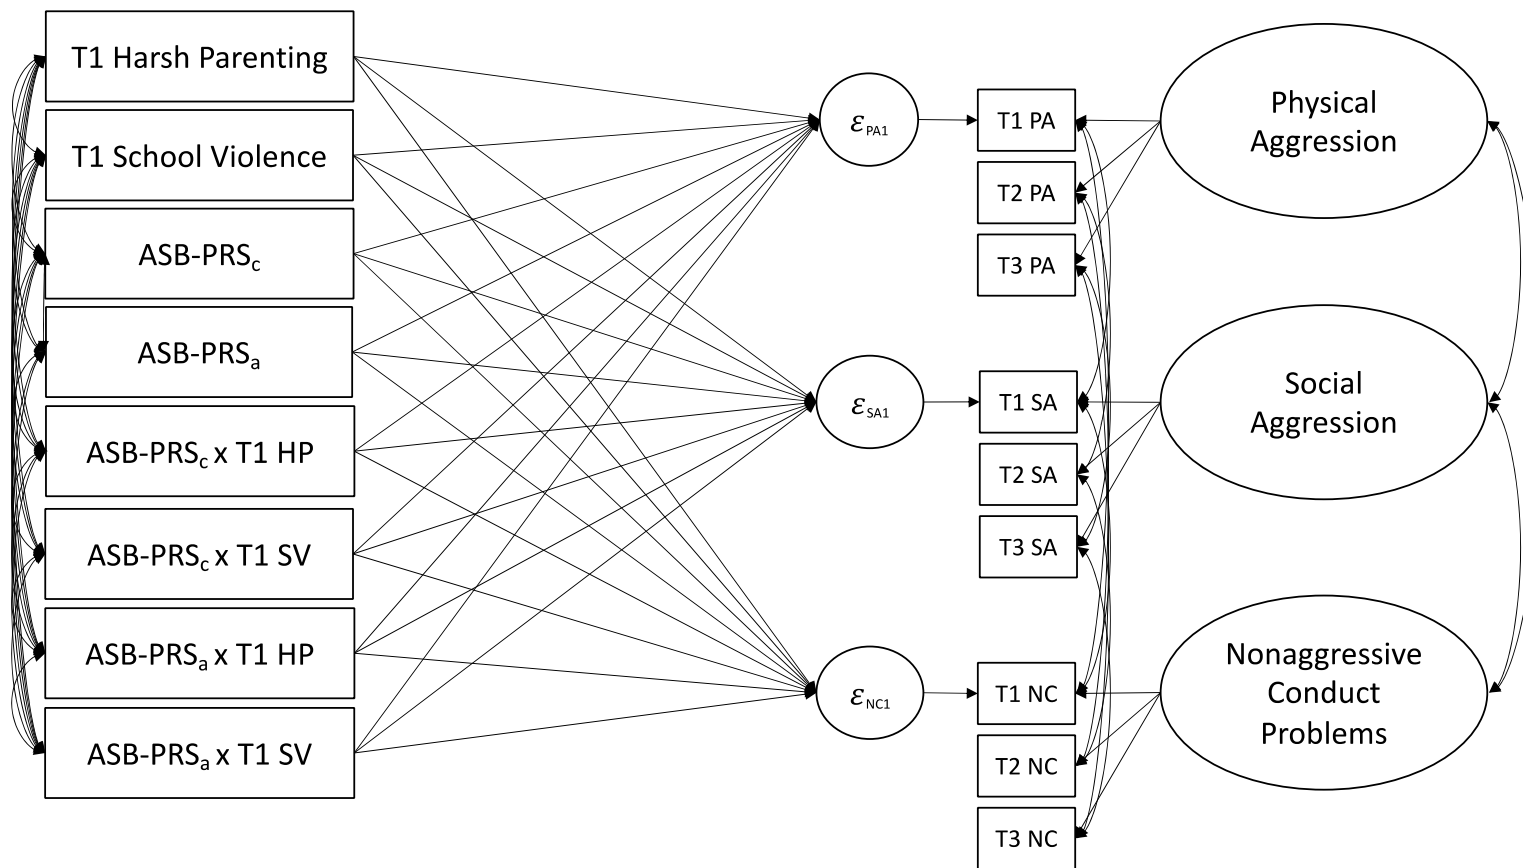 T1 Harsh Parenting
T1 School Violence
ASB-PRSc
ASB-PRSa
ASB-PRSc x T1 HP
ASB-PRSc x T1 SV
ASB-PRSa x T1 HP
ASB-PRSa x T1 SV
εPA1
εSA1
εNC1
T1 PA
T2 PA
T3 PA
T1 SA
T2 SA
T3 SA
T1 NC
T2 NC
T3 NC
Physical
Aggression
Social
Aggression
Nonaggressive
Conduct
Problems